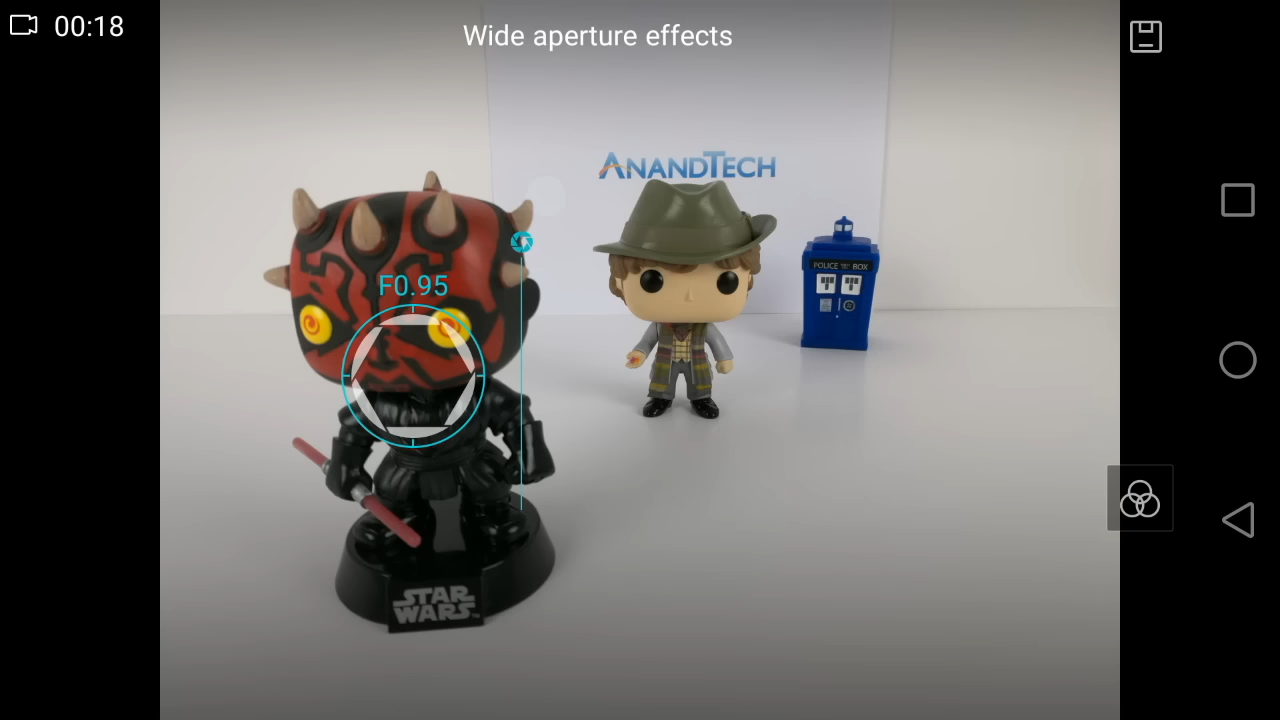 00:18
Wide aperture effects
ANANDTECH
F0.95
POLICE BOX
STAR
WARS